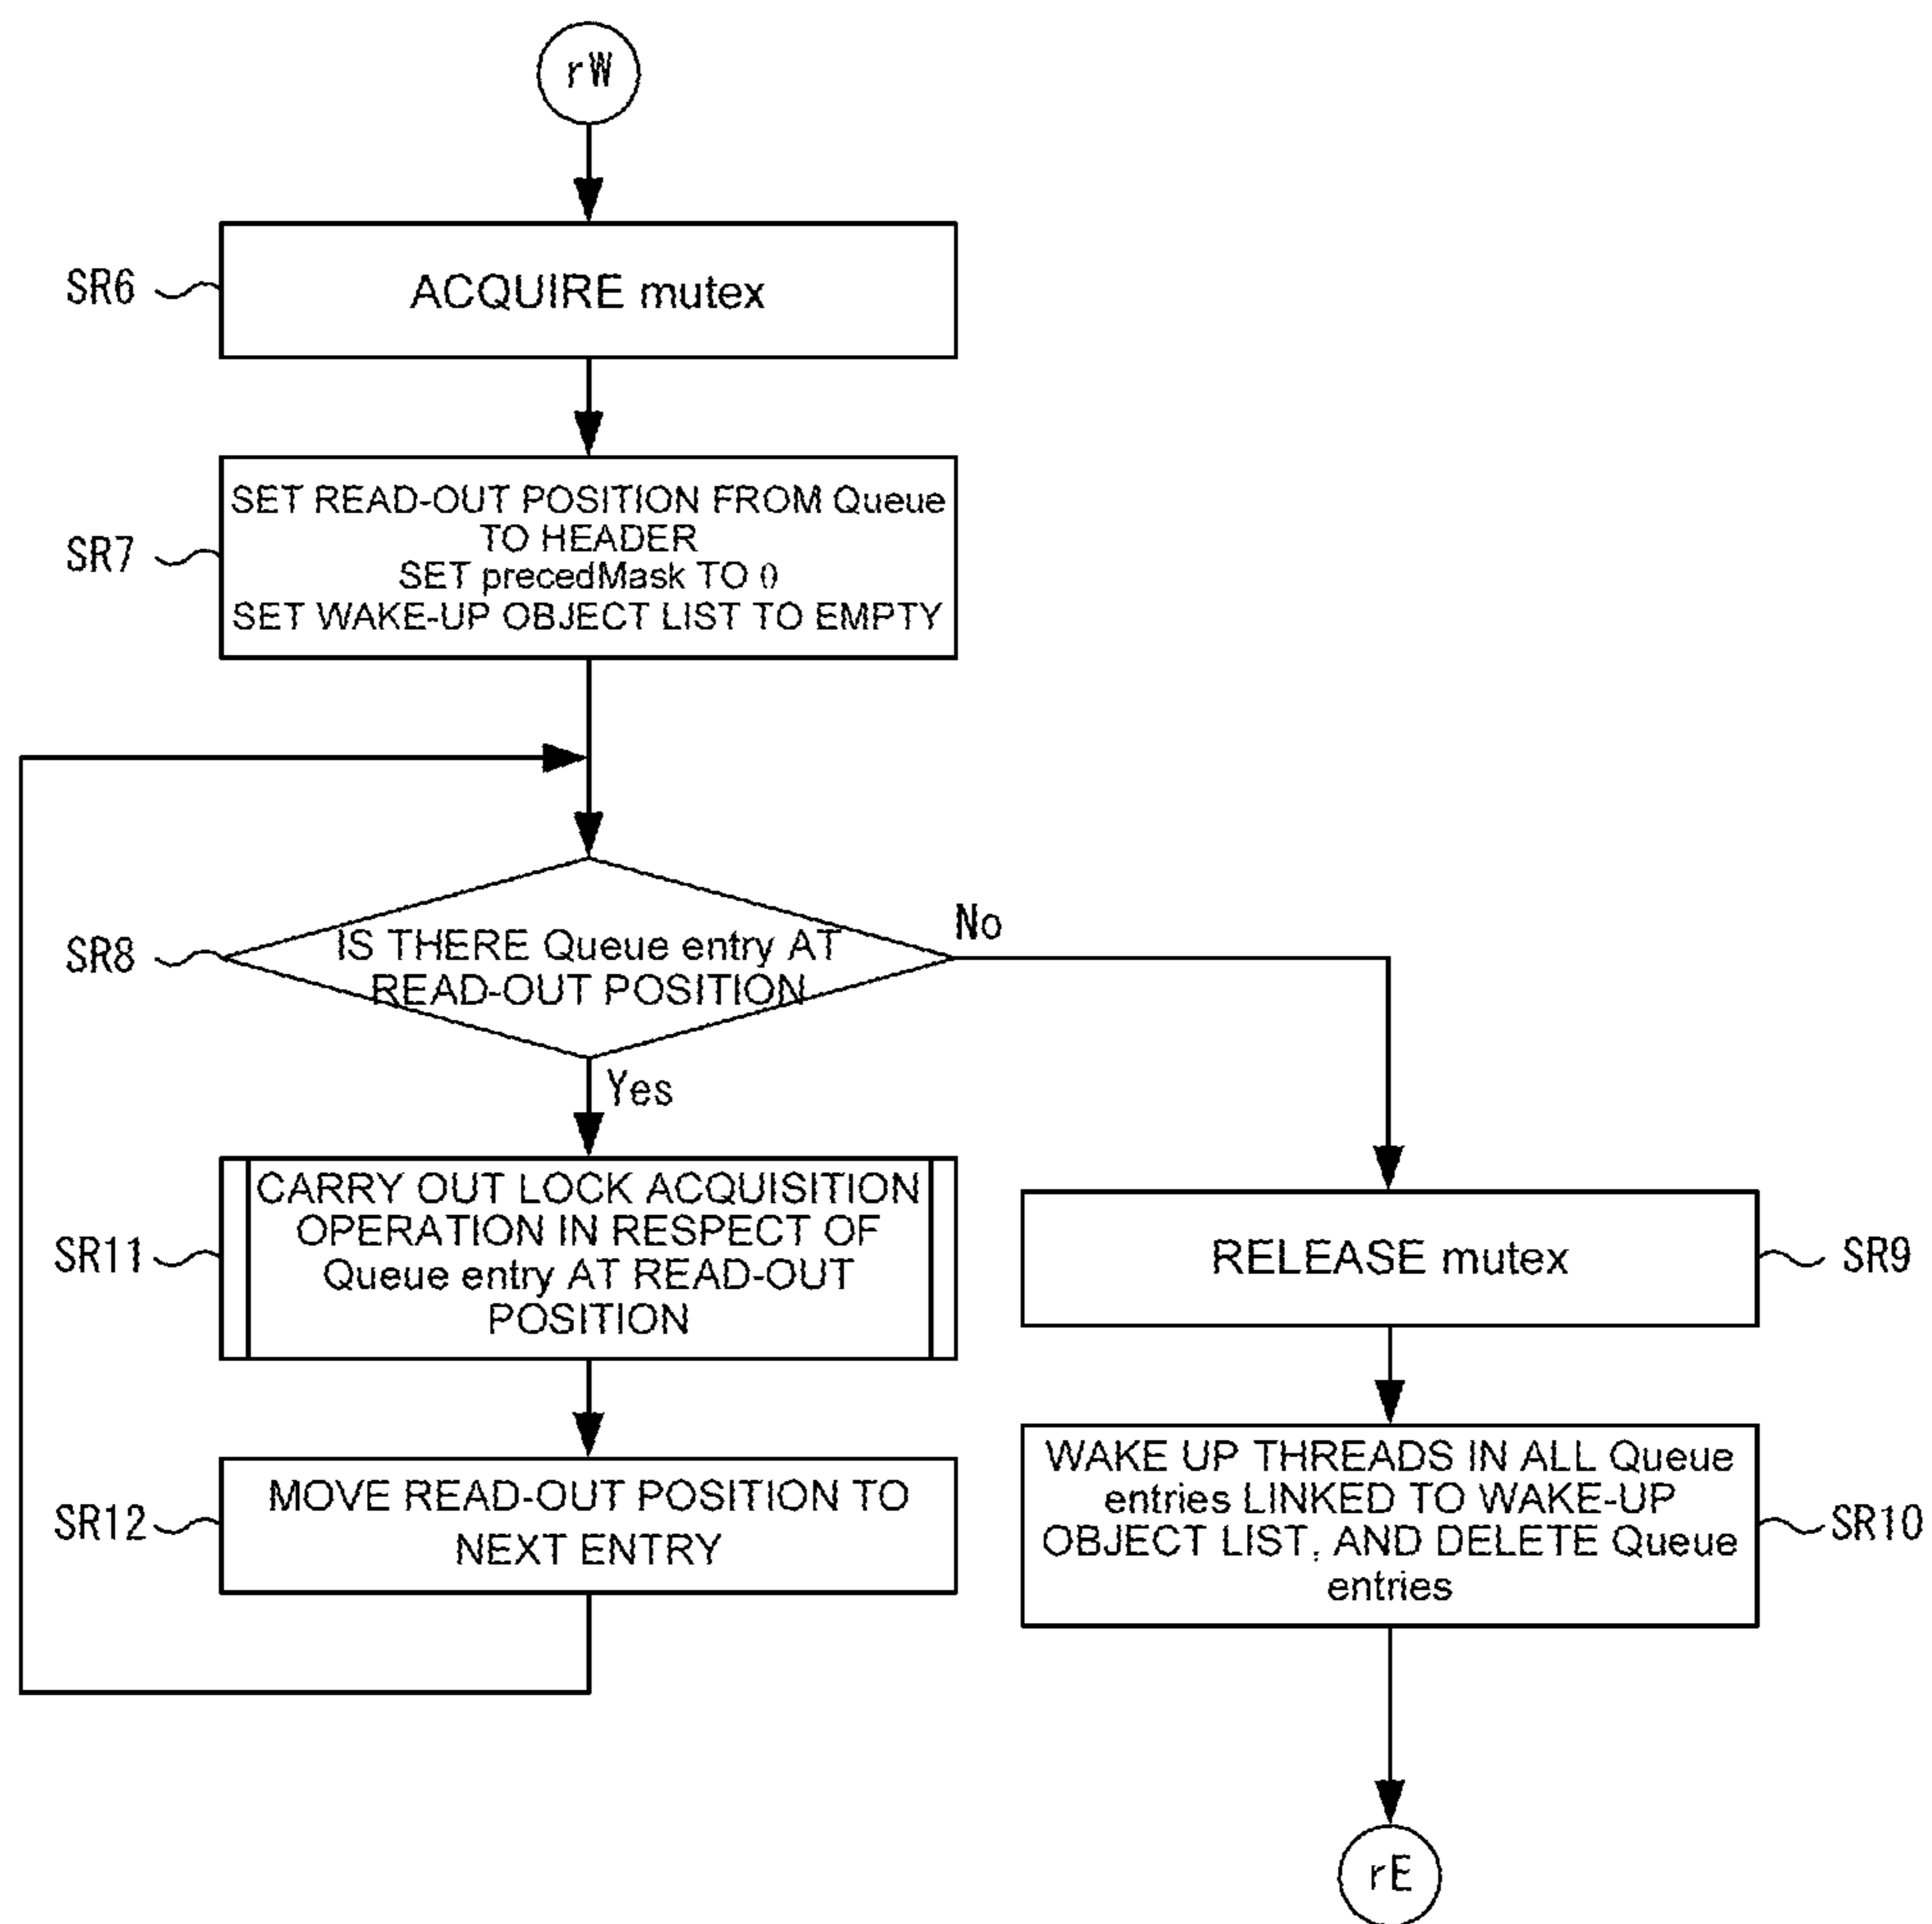 rW
SR6
ACQUIRE mutex
SR7
SET READ-OUT POSITION FROM Queue
TO HEADER
SET precedMask TO 0
SET WAKE-UP OBJECT LIST TO EMPTY
SR8
IS THERE Queue entry AT
READ-OUT POSITION
No
Yes
SR11
CARRY OUT LOCK ACQUISITION
OPERATION IN RESPECT OF
Queue entry AT READ-OUT
POSITION
RELEASE mutex
SR9
SR12
MOVE READ-OUT POSITION TO
NEXT ENTRY
WAKE UP THREADS IN ALL Queue
entries LINKED TO WAKE-UP
OBJECT LIST, AND DELETE Queue
entries
SR10
rE